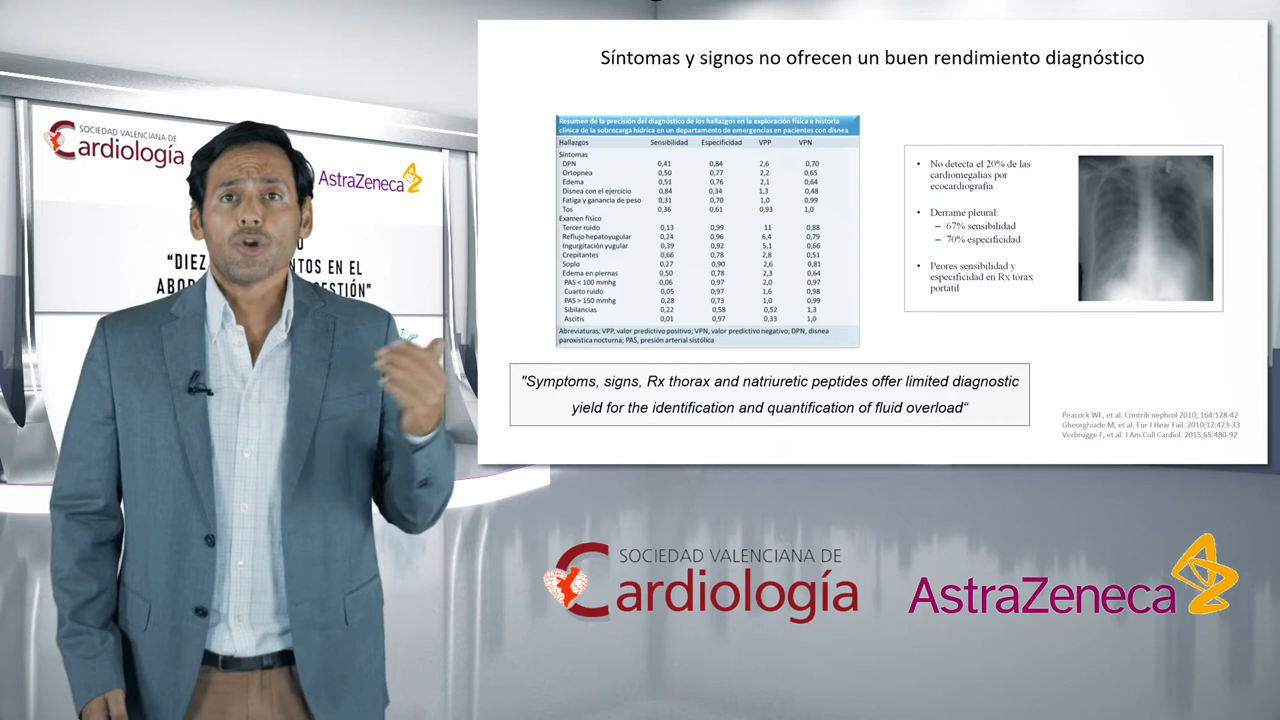 SOCIEDAD VALENCIANA DE
Cardiología
AstraZeneca
"DIEZ
NTOS EN EL
ABO
ESTIÓN"
Síntomas y signos no ofrecen un buen rendimiento diagnóstico
Resumen de la precisión del diagnóstico de los hallazgos en la exploración física e historia
clínica de la sobrecarga hídrica en un departamento de emergencias en pacientes con disnea
Hallazgos Sensibilidad Especificidad VPP VPN
Síntomas
DPN 0,41 0,84 2,6 0,70
Ortopnea 0,50 0,77 2,2 0,65
Edema 0,51 0,76 2,1 0,64
Disnea con el ejercicio 0,84 0,34 1,3 0,48
Fatiga y ganancia de peso 0,31 0,70 1,0 0,99
Tos 0,36 0,61 0,93 1,0
Examen físico
Tercer ruido 0,13 0,99 11 0,88
Reflujo hepatoyugular 0,24 0,96 6,4 0,79
Ingurgitación yugular 0,39 0,92 5,1 0,66
Crepitantes 0,66 0,78 2,8 0,51
Soplo 0,27 0,90 2,6 0,81
Edema en piernas 0,50 0,78 2,3 0,64
PAS < 100 mmhg 0,06 0,97 2,0 0,97
Cuarto ruido 0,05 0,97 1,6 0,98
PAS > 150 mmhg 0,28 0,73 1,0 0,99
Sibilancias 0,22 0,58 0,52 1,3
Ascitis 0,01 0,97 0,33 1,0
Abreviaturas: VPP, valor predictivo positivo; VPN, valor predictivo negativo; DPN, disnea
paroxística nocturna; PAS, presión arterial sistólica
• No detecta el 20% de las
cardiomegalias por
ecocardiografia
• Derrame pleural:
– 67% sensibilidad
– 70% especificidad
• Peores sensibilidad y
especificidad en Rx tórax
portátil
"Symptoms, signs, Rx thorax and natriuretic peptides offer limited diagnostic
yield for the identification and quantification of fluid overload“
Peacock WF, et al. Contrib nephrol 2010; 164:128-42
Gheorghiade M, et al. Eur J Hear Fail. 2010;12:423-33
Verbrugge F, et al. J Am Coll Cardiol. 2015;65:480-92
SOCIEDAD VALENCIANA DE
Cardiología
AstraZeneca